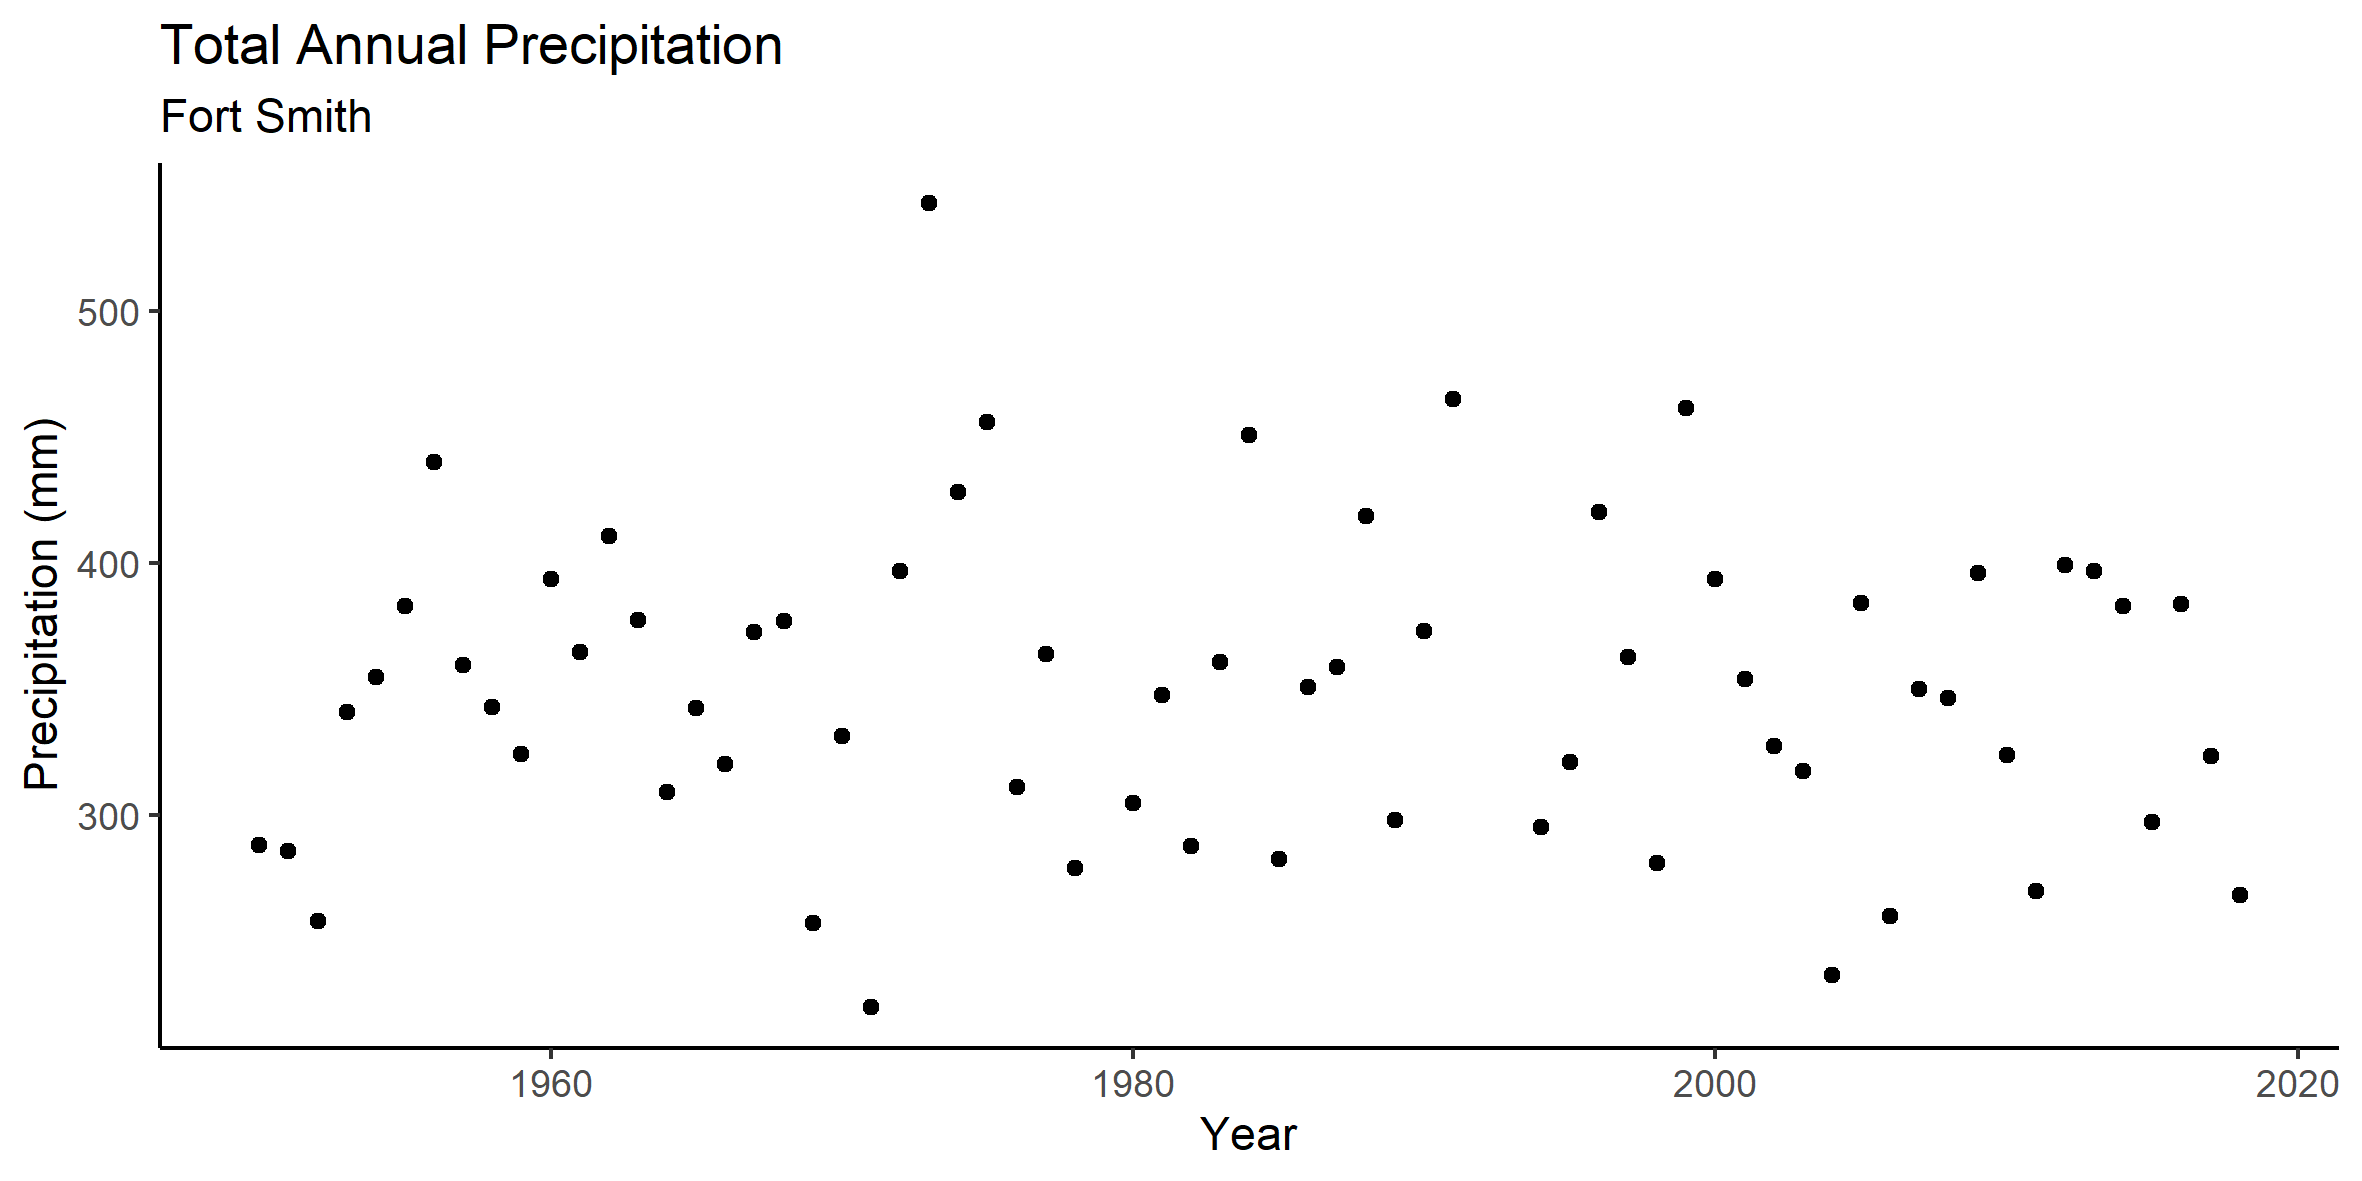 Total Annual Precipitation
Fort Smith
Precipitation (mm)
500
400
300
1960
1980
2000
2020
Year